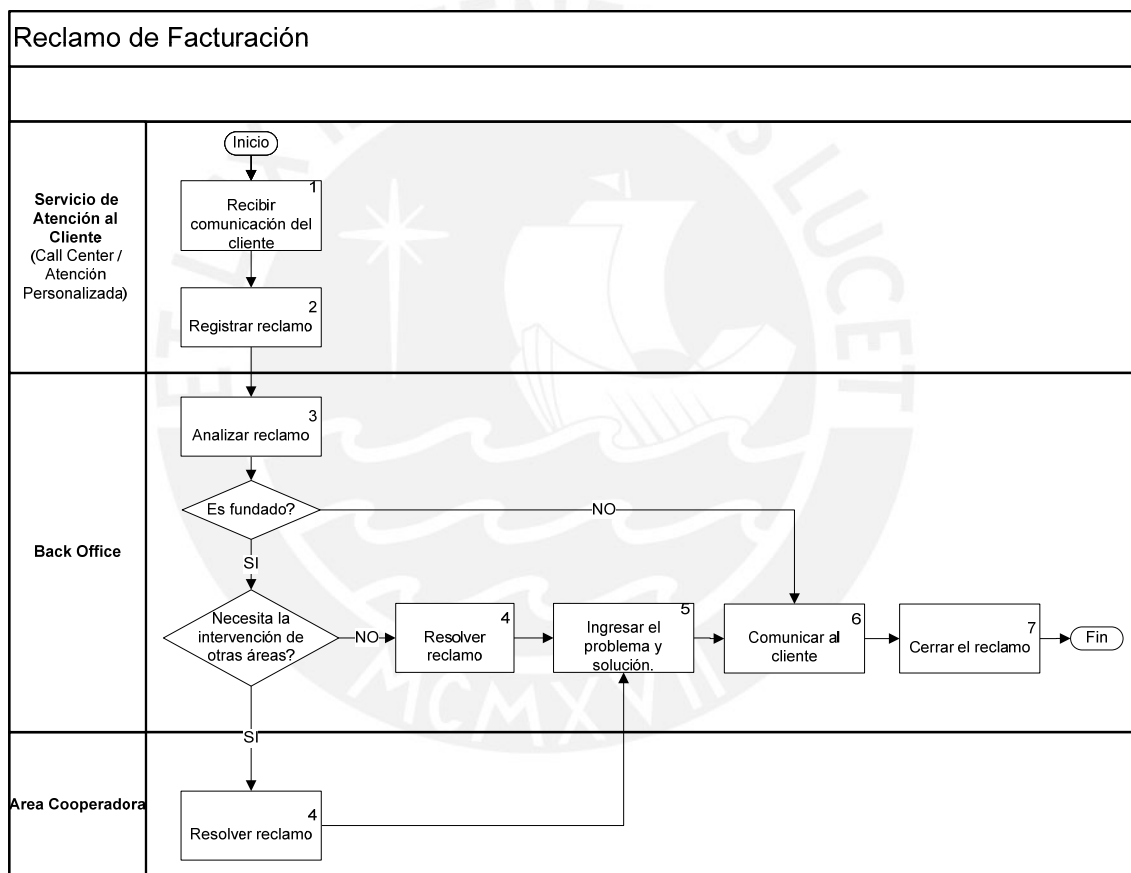 Reclamo de Facturación
Servicio de
Atención al
Cliente
(Call Center /
Atención
Personalizada)
Inicio
1
Recibir
comunicación del
cliente
2
Registrar reclamo
Back Office
3
Analizar reclamo
Es fundado?
NO
SI
Necesita la
intervención de
otras áreas?
NO
4
Resolver
reclamo
5
Ingresar el
problema y
solución.
6
Comunicar al
cliente
7
Cerrar el reclamo
Fin
SI
Area Cooperadora
4
Resolver reclamo
LUCET
MCMXVII